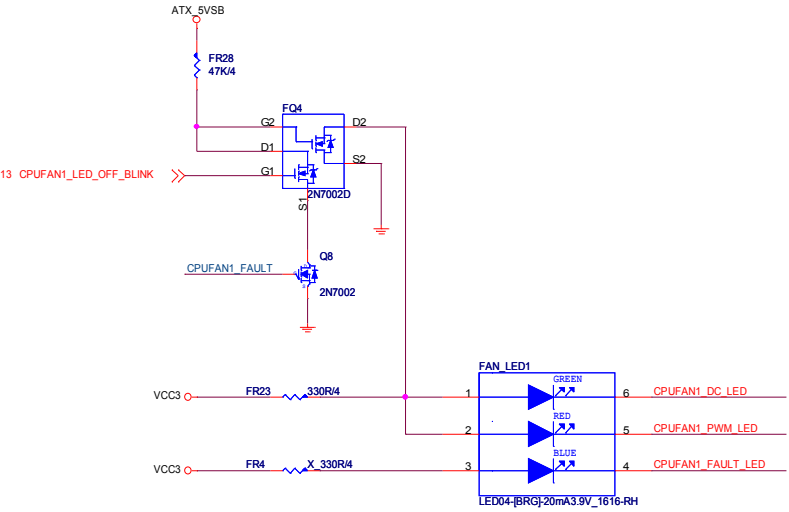 ATX_5VSB
FR28
47K/4
FQ4
G2
D2
D1
S2
13 CPUFAN1_LED_OFF_BLINK
G1
2N7002D
S1
Q8
CPUFAN1_FAULT
2N7002
FAN_LED1
GREEN
VCC3
FR23
330R/4
1
6
CPUFAN1_DC_LED
RED
2
5
CPUFAN1_PWM_LED
BLUE
VCC3
FR4
X_330R/4
3
4
CPUFAN1_FAULT_LED
LED04-[BRG]-20mA3.9V_1616-RH